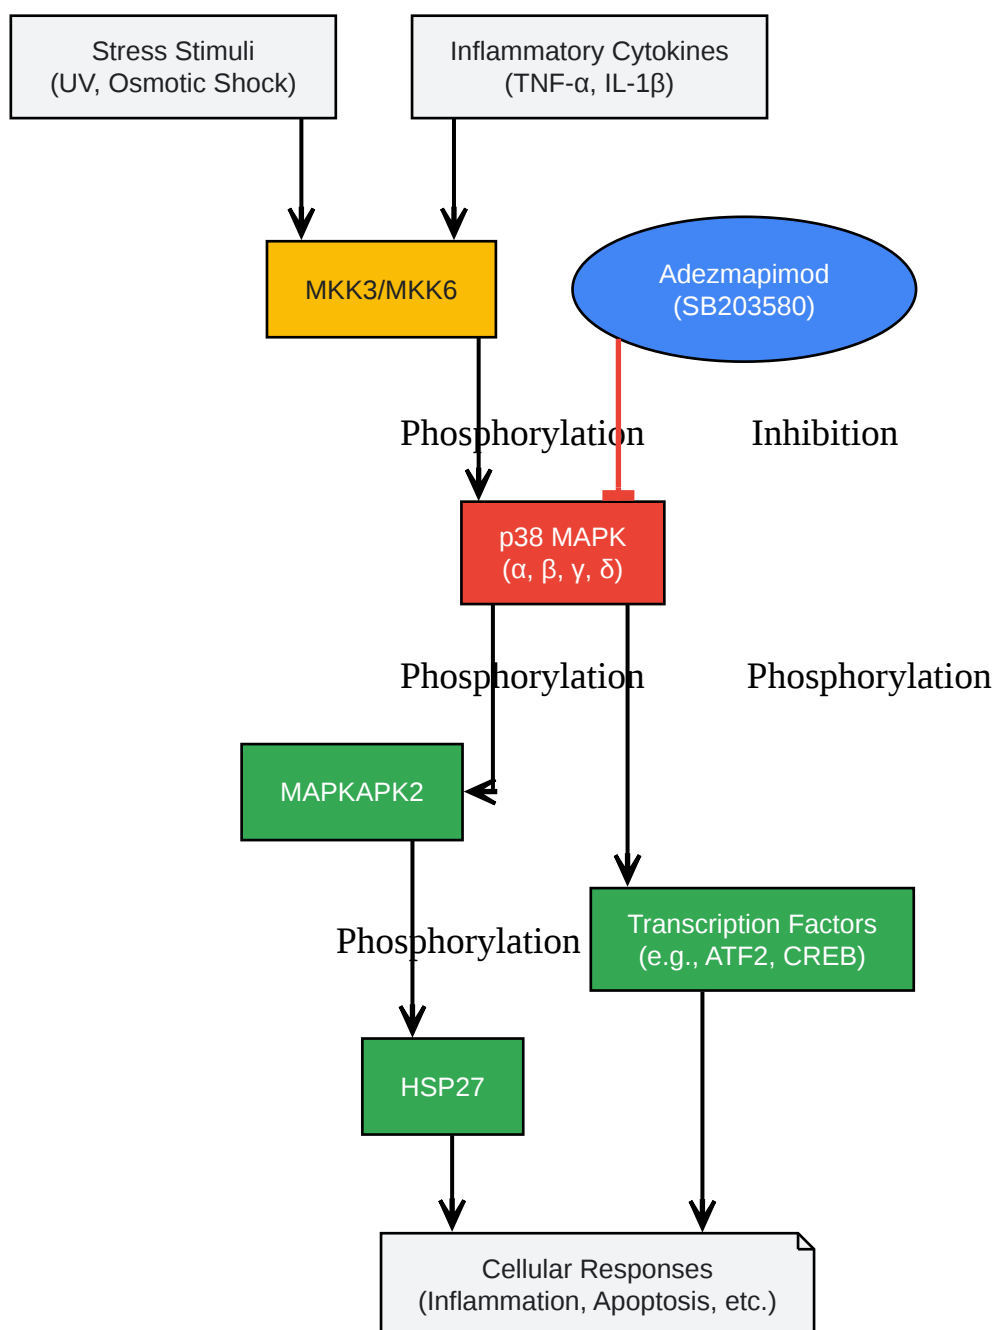 Stress Stimuli
(UV, Osmotic Shock)
Inflammatory Cytokines
(TNF-α, IL-1β)
MKK3/MKK6
Adezmapimod
(SB203580)
Phosphorylation
Inhibition
p38 MAPK
(α, β, γ, δ)
Phosphorylation
Phosphorylation
MAPKAPK2
Transcription Factors
(e.g., ATF2, CREB)
Phosphorylation
HSP27
Cellular Responses
(Inflammation, Apoptosis, etc.)